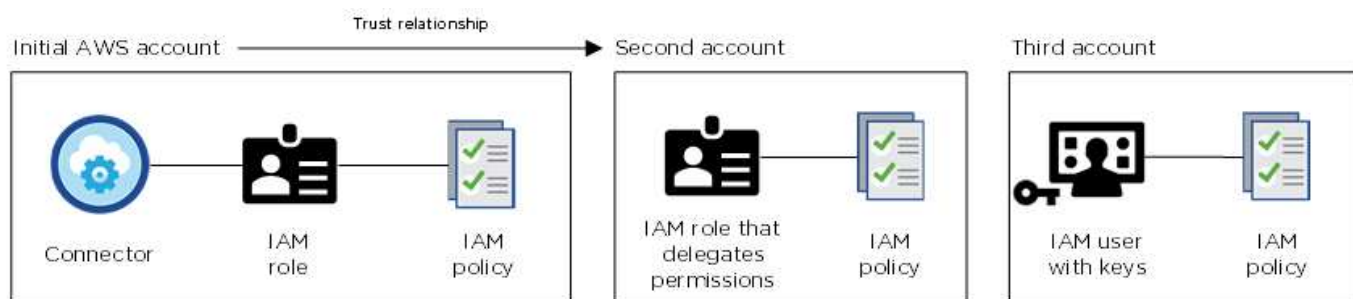 Trust relationship
Initial AWS account
Second account
Third account
Connector
IAM
role
IAM
policy
IAM role that
delegates
permissions
IAM
policy
IAM user
with keys
IAM
policy